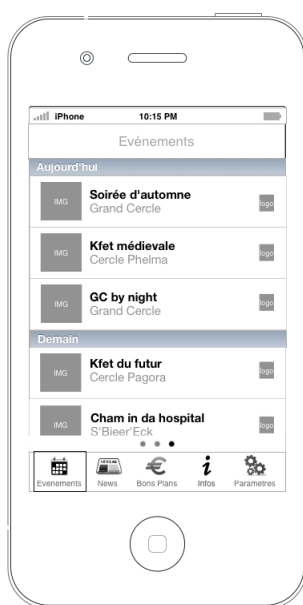 iPhone 10:15 PM
Evénements
Aujourd'hui
IMG Soirée d'automne logo
Grand Cercle
IMG Kfet médievale logo
Cercle Phelma
IMG GC by night logo
Grand Cercle
Demain
IMG Kfet du futur logo
Cercle Pagora
IMG Cham in da hospital logo
S'Bieer'Eck
Evenements News Bons Plans Infos Parametres